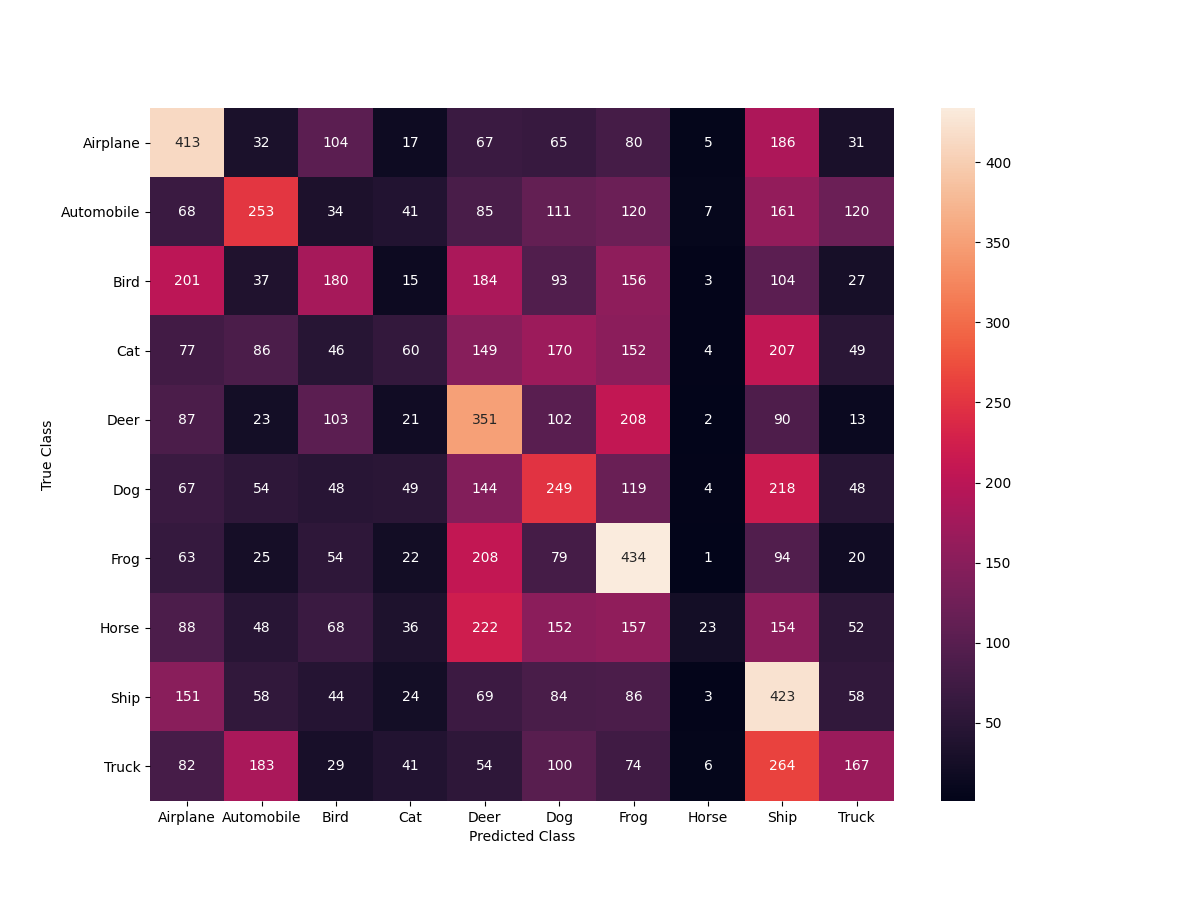 Airplane 413 32 104 17 67 65 80 5 186 31
Automobile 68 253 34 41 85 111 120 7 161 120
Bird 201 37 180 15 184 93 156 3 104 27
Cat 77 86 46 60 149 170 152 4 207 49
Deer 87 23 103 21 351 102 208 2 90 13
Dog 67 54 48 49 144 249 119 4 218 48
Frog 63 25 54 22 208 79 434 1 94 20
Horse 88 48 68 36 222 152 157 23 154 52
Ship 151 58 44 24 69 84 86 3 423 58
Truck 82 183 29 41 54 100 74 6 264 167
Airplane Automobile Bird Cat Deer Dog Frog Horse Ship Truck
Predicted Class
True Class
400
350
300
250
200
150
100
50